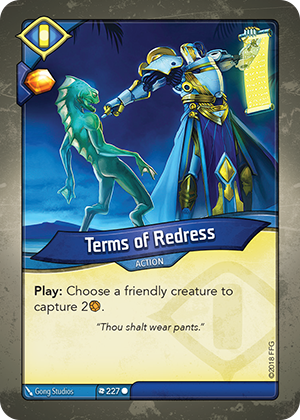 Terms of Redress
ACTION
Play: Choose a friendly creature to
capture 2.
"Thou shalt wear pants."
Gong Studios
227
©2018 FFG